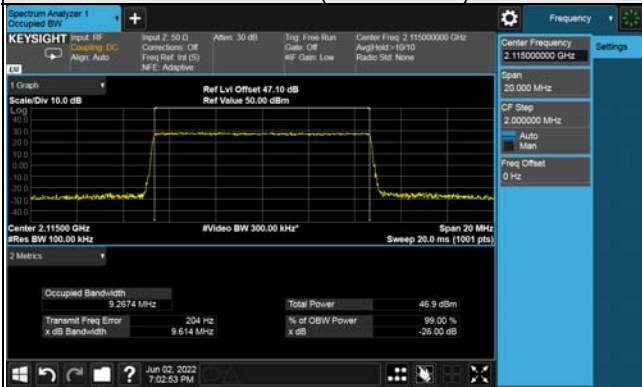 Spectrum Analyzer 1
Occupied BW
Frequency
KEYSIGHT
Input: RF
Coupling: DC
Align: Auto
Input Z: 50 Ω
Corrections: Off
Freq Ref: Int (S)
NFE: Adaptive
Atten: 30 dB
Trig: Free Run
Gate: Off
#IF Gain: Low
Center Freq: 2.115000000 GHz
Avg|Hold:>10/10
Radio Std: None
LXI
Center Frequency
2.115000000 GHz
Settings
Span
20.000 MHz
CF Step
2.000000 MHz
Auto
Man
Freq Offset
0 Hz
1 Graph
Scale/Div 10.0 dB
Ref Lvl Offset 47.10 dB
Ref Value 50.00 dBm
Log
40.0
30.0
20.0
10.0
0.00
-10.0
-20.0
-30.0
-40.0
Center 2.11500 GHz
#Res BW 100.00 kHz
#Video BW 300.00 kHz*
Span 20 MHz
Sweep 20.0 ms (1001 pts)
2 Metrics
Occupied Bandwidth
9.2674 MHz
Total Power 46.9 dBm
Transmit Freq Error 204 Hz
% of OBW Power 99.00 %
x dB Bandwidth 9.614 MHz
x dB -26.00 dB
Jun 02, 2022
7:02:53 PM